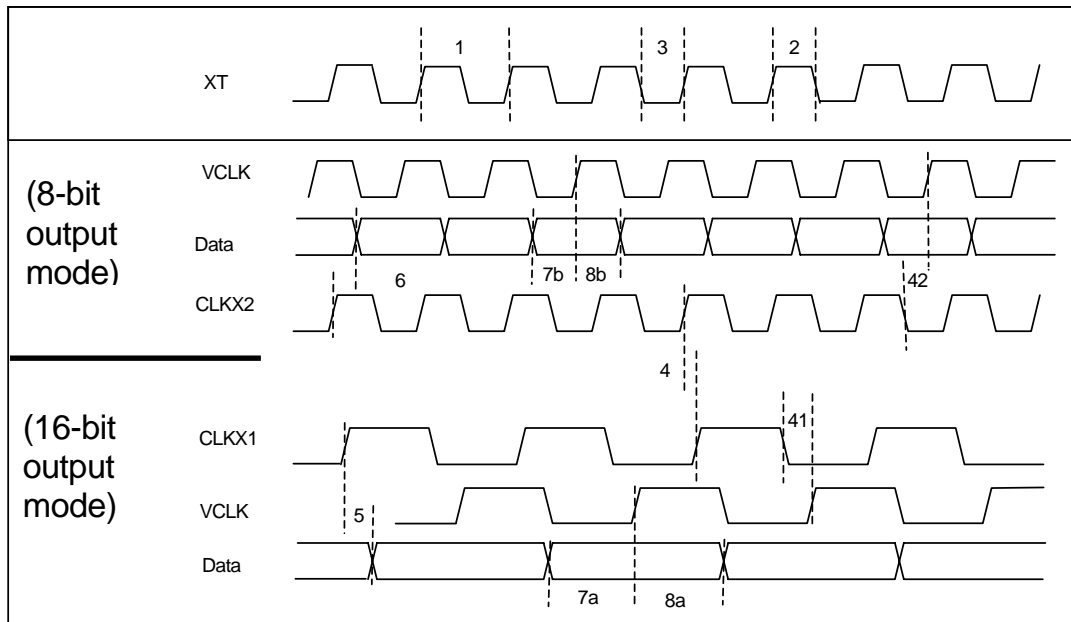 1
3
2
XT
(8-bit
output
mode)
VCLK
Data
6
7b
8b
42
CLKX2
4
(16-bit
output
mode)
41
CLKX1
VCLK
5
Data
7a
8a